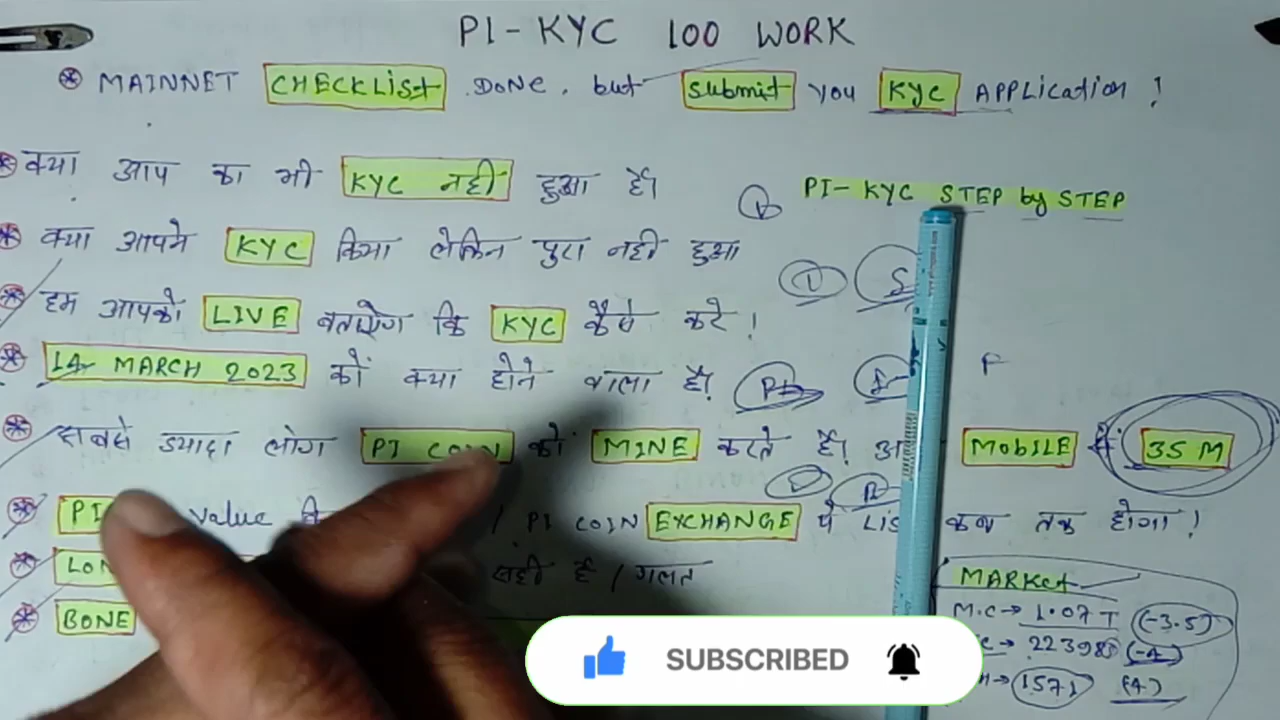 PI - KYC 100 WORK
MAINNET CHECKLIST DONE. but submit you KYC APPLication !
क्या आप का भी KYC नही हुआ है।
PI - KYC STEP by STEP
क्या आपने KYC किया लेकिन पुरा नही हुआ
हम आपको LIVE बताऐंगे कि KYC कैसे करे !
14 MARCH 2023 को क्या होने वाला है।
सबसे ज्यादा लोग PI COIN को MINE करते है। MOBILE से 35 M
PI value / PI COIN EXCHANGE पे LIS कब तक होगा !
सही है / गलत
BONE
MARKET
M.C → 1.07 T (-3.5)
(-4)
1571 (4)
SUBSCRIBED